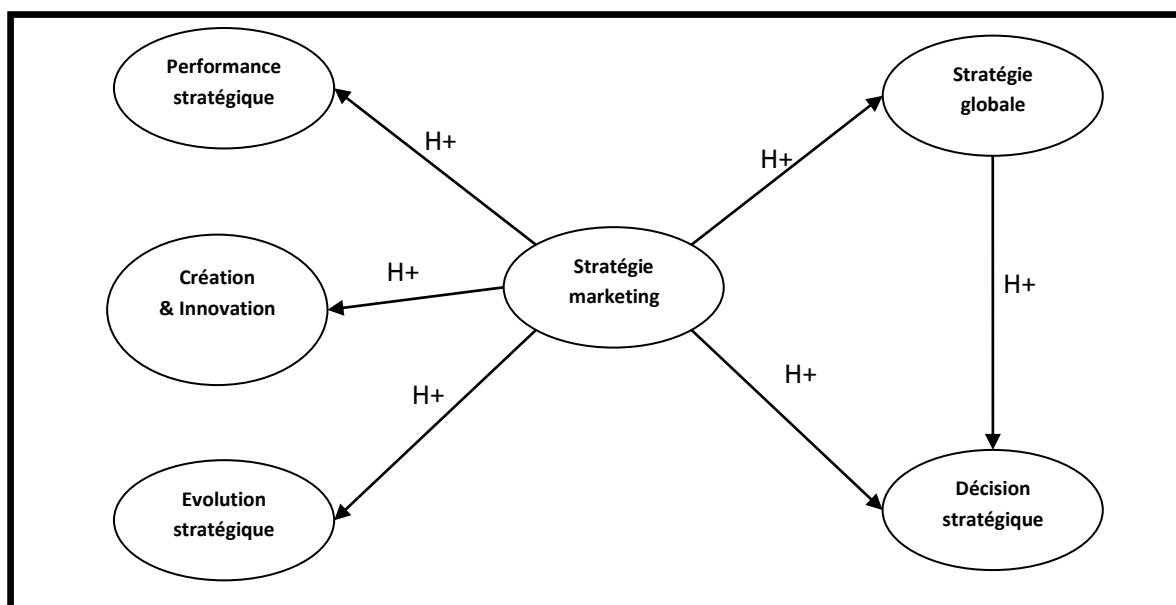 Performance
stratégique
Stratégie
globale
H+
H+
Création
& Innovation
H+
Stratégie
marketing
H+
H+
H+
Evolution
stratégique
Décision
stratégique